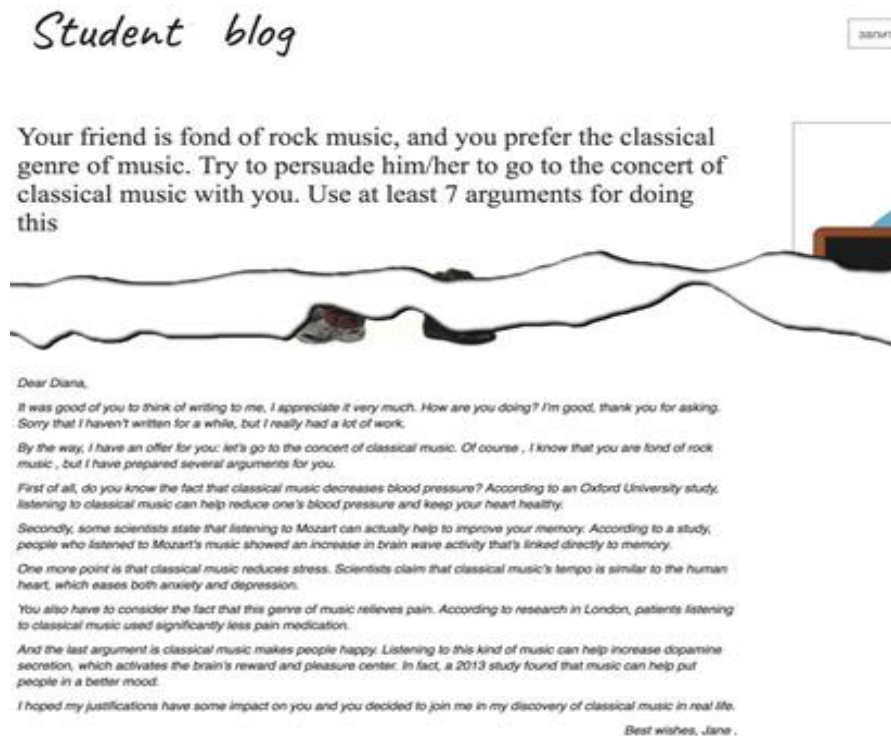 Student blog
Your friend is fond of rock music, and you prefer the classical
genre of music. Try to persuade him/her to go to the concert of
classical music with you. Use at least 7 arguments for doing
this
Dear Diana,
It was good of you to think of writing to me, I appreciate it very much. How are you doing? I'm good, thank you for asking.
Sorry that I haven't written for a while, but I really had a lot of work.
By the way, I have an offer for you: let's go to the concert of classical music. Of course , I know that you are fond of rock
music , but I have prepared several arguments for you.
First of all, do you know the fact that classical music decreases blood pressure? According to an Oxford University study,
listening to classical music can help reduce one's blood pressure and keep your heart healthy.
Secondly, some scientists state that listening to Mozart can actually help to improve your memory. According to a study,
people who listened to Mozart's music showed an increase in brain wave activity that's linked directly to memory.
One more point is that classical music reduces stress. Scientists claim that classical music's tempo is similar to the human
heart, which eases both anxiety and depression.
You also have to consider the fact that this genre of music relieves pain. According to research in London, patients listening
to classical music used significantly less pain medication.
And the last argument is classical music makes people happy. Listening to this kind of music can help increase dopamine
secretion, which activates the brain's reward and pleasure center. In fact, a 2013 study found that music can help put
people in a better mood.
I hoped my justifications have some impact on you and you decided to join me in my discovery of classical music in real life.
Best wishes, Jane .